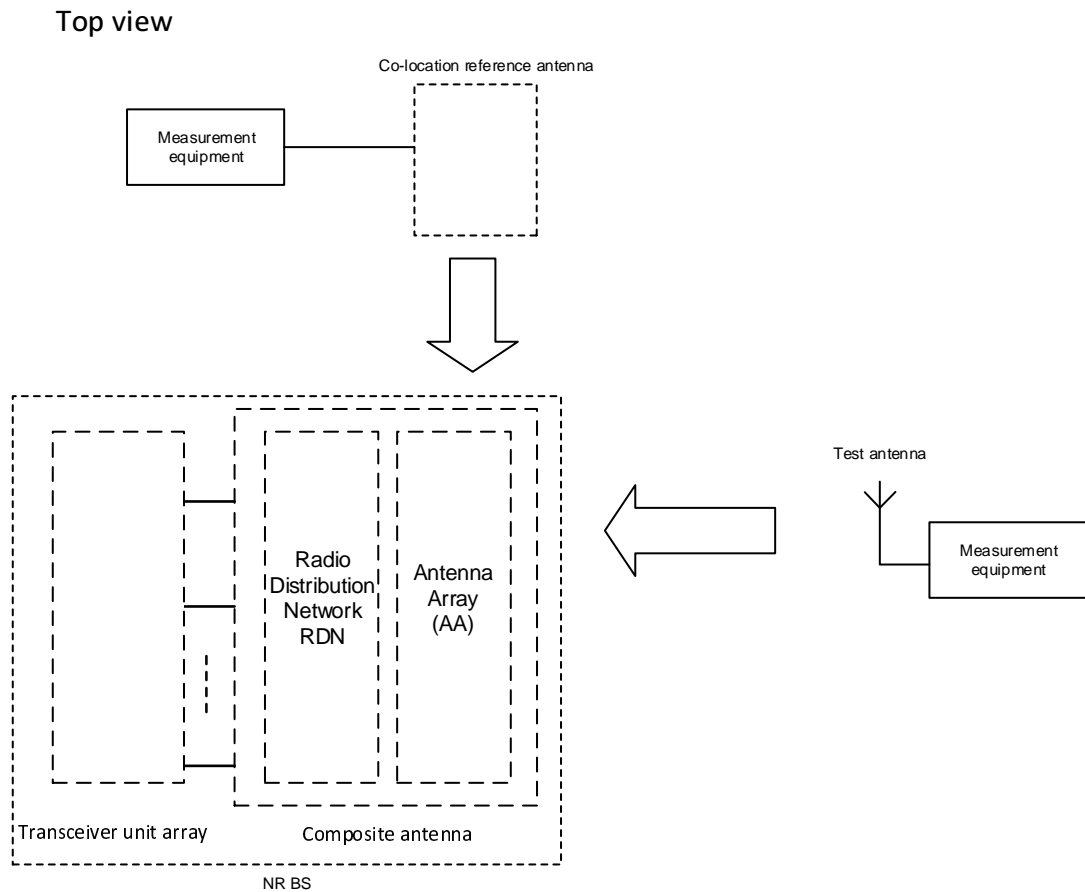 Top view
Co-location reference antenna
Measurement
equipment
Test antenna
Measurement
equipment
Radio
Distribution
Network
RDN
Antenna
Array
(AA)
Transceiver unit array
Composite antenna
NR BS